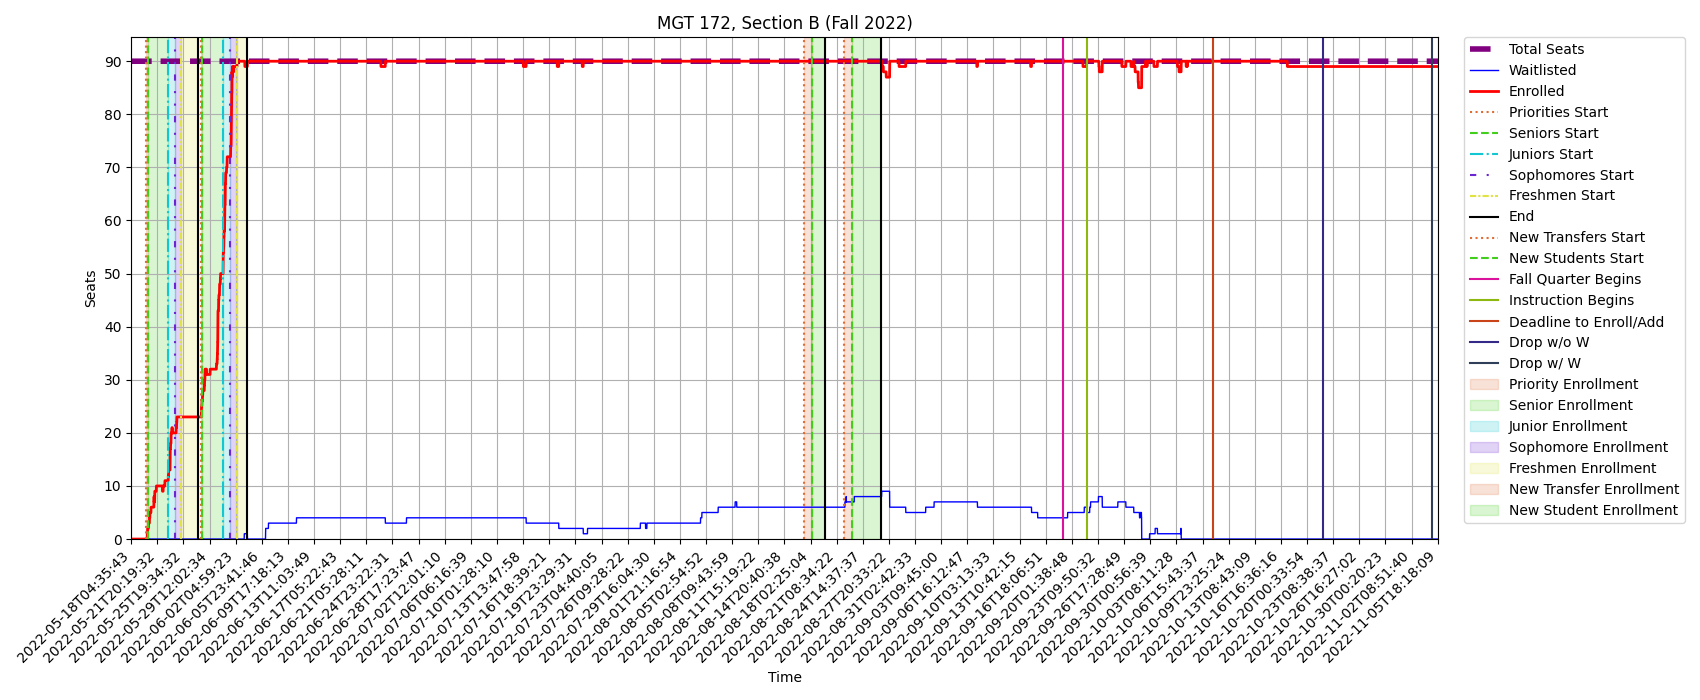 MGT 172, Section B (Fall 2022)
Seats
90
80
70
60
50
40
30
20
10
0
2022-05-18T04:35:43
2022-05-21T20:19:32
2022-05-25T19:34:32
2022-05-29T12:02:34
2022-06-02T04:59:23
2022-06-05T23:41:46
2022-06-09T17:18:13
2022-06-13T11:03:49
2022-06-17T05:22:43
2022-06-21T05:28:11
2022-06-24T23:22:31
2022-06-28T17:23:47
2022-07-02T12:01:10
2022-07-06T06:16:39
2022-07-10T01:28:10
2022-07-13T13:47:58
2022-07-16T18:39:21
2022-07-19T23:29:31
2022-07-23T04:40:05
2022-07-26T09:28:22
2022-07-29T16:04:30
2022-08-01T21:16:54
2022-08-05T02:54:52
2022-08-08T09:43:59
2022-08-11T15:19:22
2022-08-14T20:40:38
2022-08-18T02:25:04
2022-08-21T08:34:22
2022-08-24T14:37:37
2022-08-27T20:33:22
2022-08-31T02:42:33
2022-09-03T09:45:00
2022-09-06T16:12:47
2022-09-10T03:13:33
2022-09-13T10:42:15
2022-09-16T18:06:51
2022-09-20T01:38:48
2022-09-23T09:50:32
2022-09-26T17:28:49
2022-09-30T00:56:39
2022-10-03T08:11:28
2022-10-06T15:43:37
2022-10-09T23:25:24
2022-10-13T08:43:09
2022-10-16T16:36:16
2022-10-20T00:33:54
2022-10-23T08:38:37
2022-10-26T16:27:02
2022-10-30T00:20:23
2022-11-02T08:51:40
2022-11-05T18:18:09
Time
Total Seats
Waitlisted
Enrolled
Priorities Start
Seniors Start
Juniors Start
Sophomores Start
Freshmen Start
End
New Transfers Start
New Students Start
Fall Quarter Begins
Instruction Begins
Deadline to Enroll/Add
Drop w/o W
Drop w/ W
Priority Enrollment
Senior Enrollment
Junior Enrollment
Sophomore Enrollment
Freshmen Enrollment
New Transfer Enrollment
New Student Enrollment